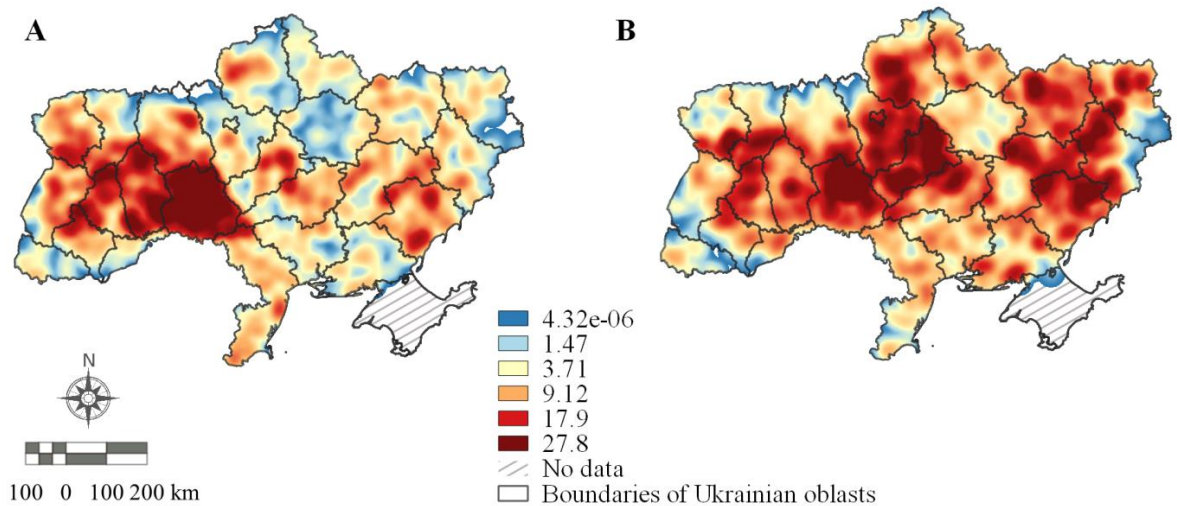 A
B
N
4.32e-06
1.47
3.71
9.12
17.9
27.8
No data
Boundaries of Ukrainian oblasts
100 0 100 200 km